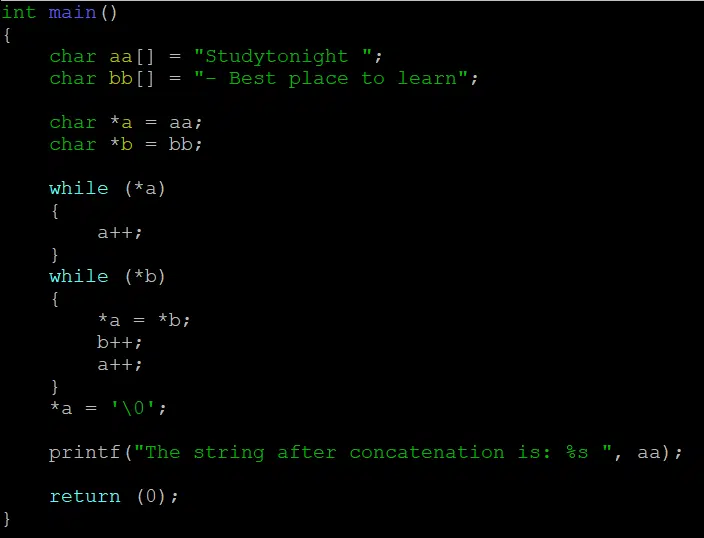 int main()
{
    char aa[] = "Studytonight ";
    char bb[] = "- Best place to learn";

    char *a = aa;
    char *b = bb;

    while (*a)
    {
        a++;
    }
    while (*b)
    {
        *a = *b;
        b++;
        a++;
    }
    *a = '\0';

    printf("The string after concatenation is: %s ", aa);

    return (0);
}